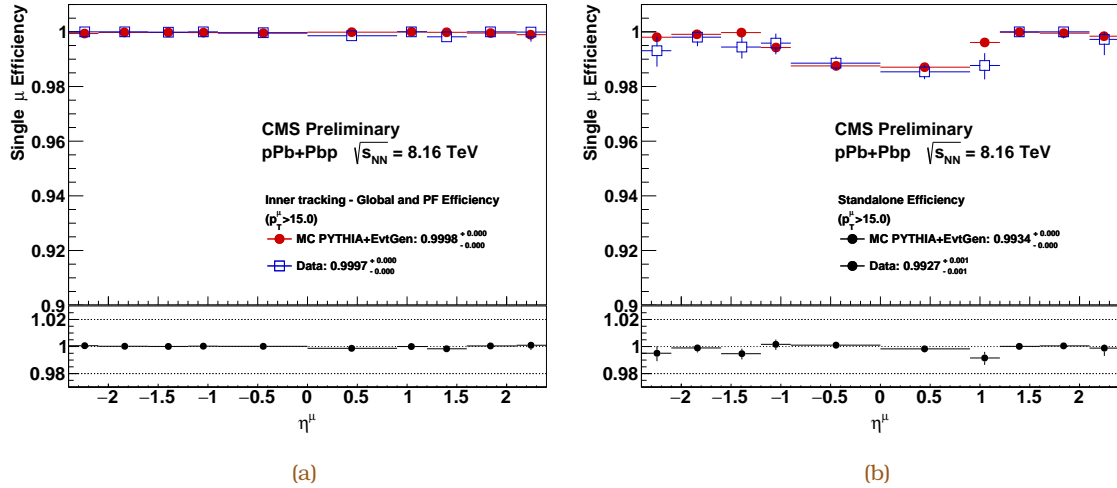 Single μ Efficiency
1
0.98
0.96
0.94
0.92
0.9
CMS Preliminary
pPb+Pbp √s_NN = 8.16 TeV
Inner tracking - Global and PF Efficiency
(p_T^μ>15.0)
MC PYTHIA+EvtGen: 0.9998 + 0.000 - 0.000
Data: 0.9997 + 0.000 - 0.000
1.02
1
0.98
−2 −1.5 −1 −0.5 0 0.5 1 1.5 2
η^μ
(a)
Single μ Efficiency
1
0.98
0.96
0.94
0.92
0.9
CMS Preliminary
pPb+Pbp √s_NN = 8.16 TeV
Standalone Efficiency
(p_T^μ>15.0)
MC PYTHIA+EvtGen: 0.9934 + 0.000 - 0.000
Data: 0.9927 + 0.001 - 0.001
1.02
1
0.98
−2 −1.5 −1 −0.5 0 0.5 1 1.5 2
η^μ
(b)